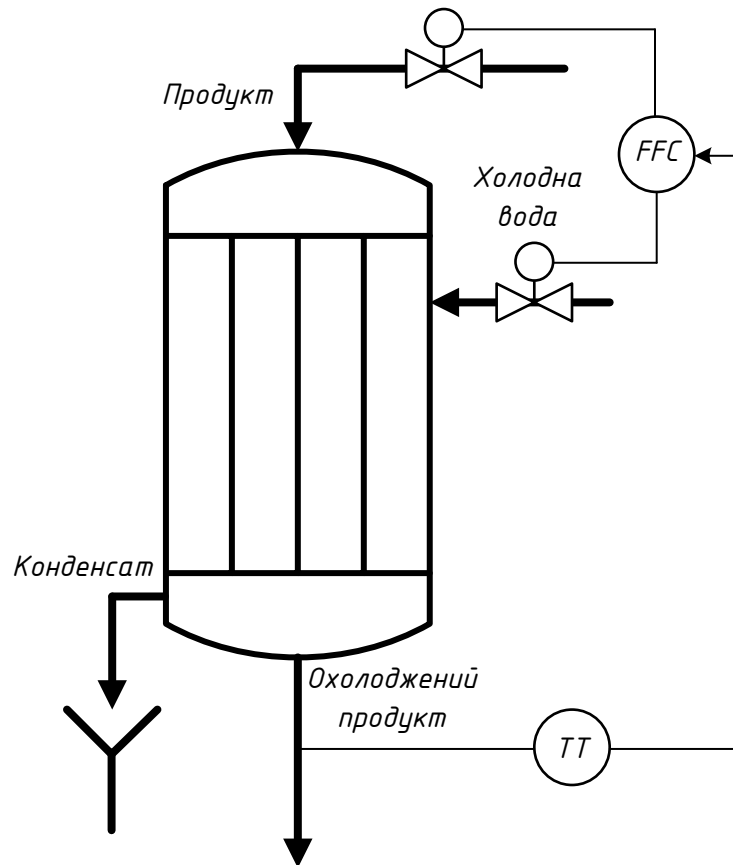 Продукт
FFC
Холодна
вода
Конденсат
Охолоджений
продукт
TT